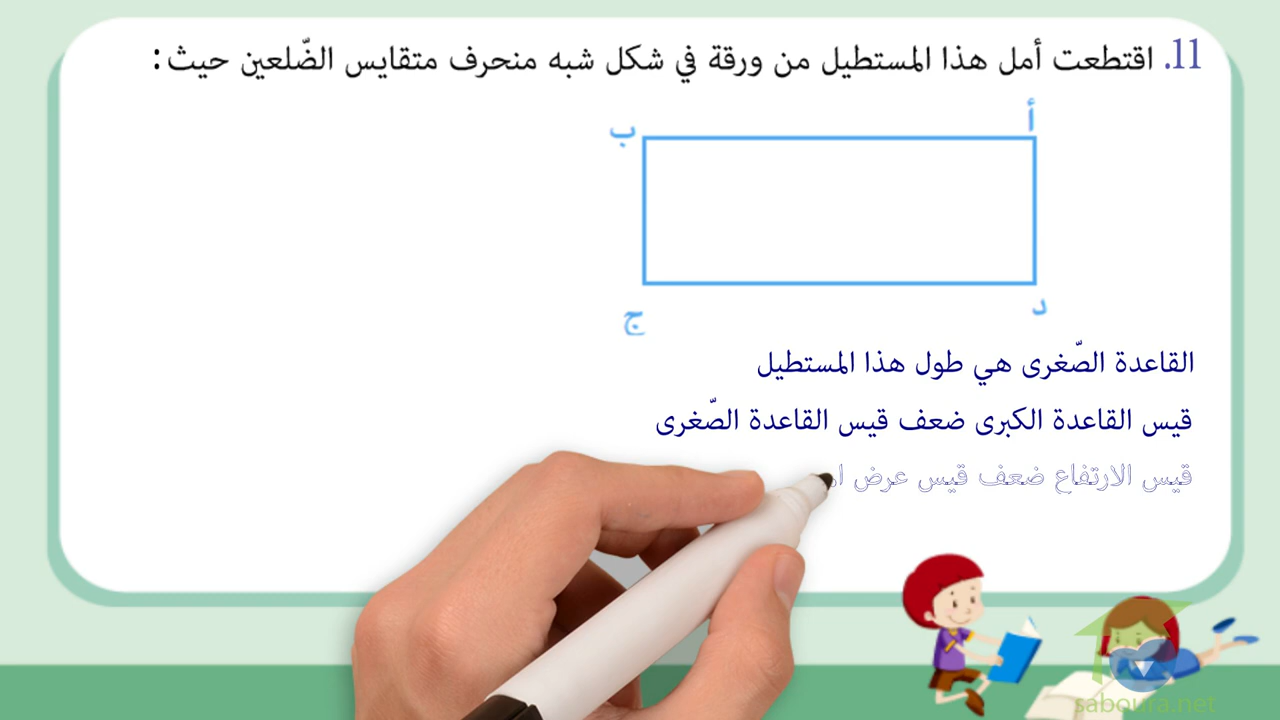 11. اقتطعت أمل هذا المستطيل من ورقة في شكل شبه منحرف متقايس الضّلعين حيث :
أ
ب
ج
د
القاعدة الصّغرى هي طول هذا المستطيل
قيس القاعدة الكبرى ضعف قيس القاعدة الصّغرى
قيس الارتفاع ضعف قيس عرض
saboura.net